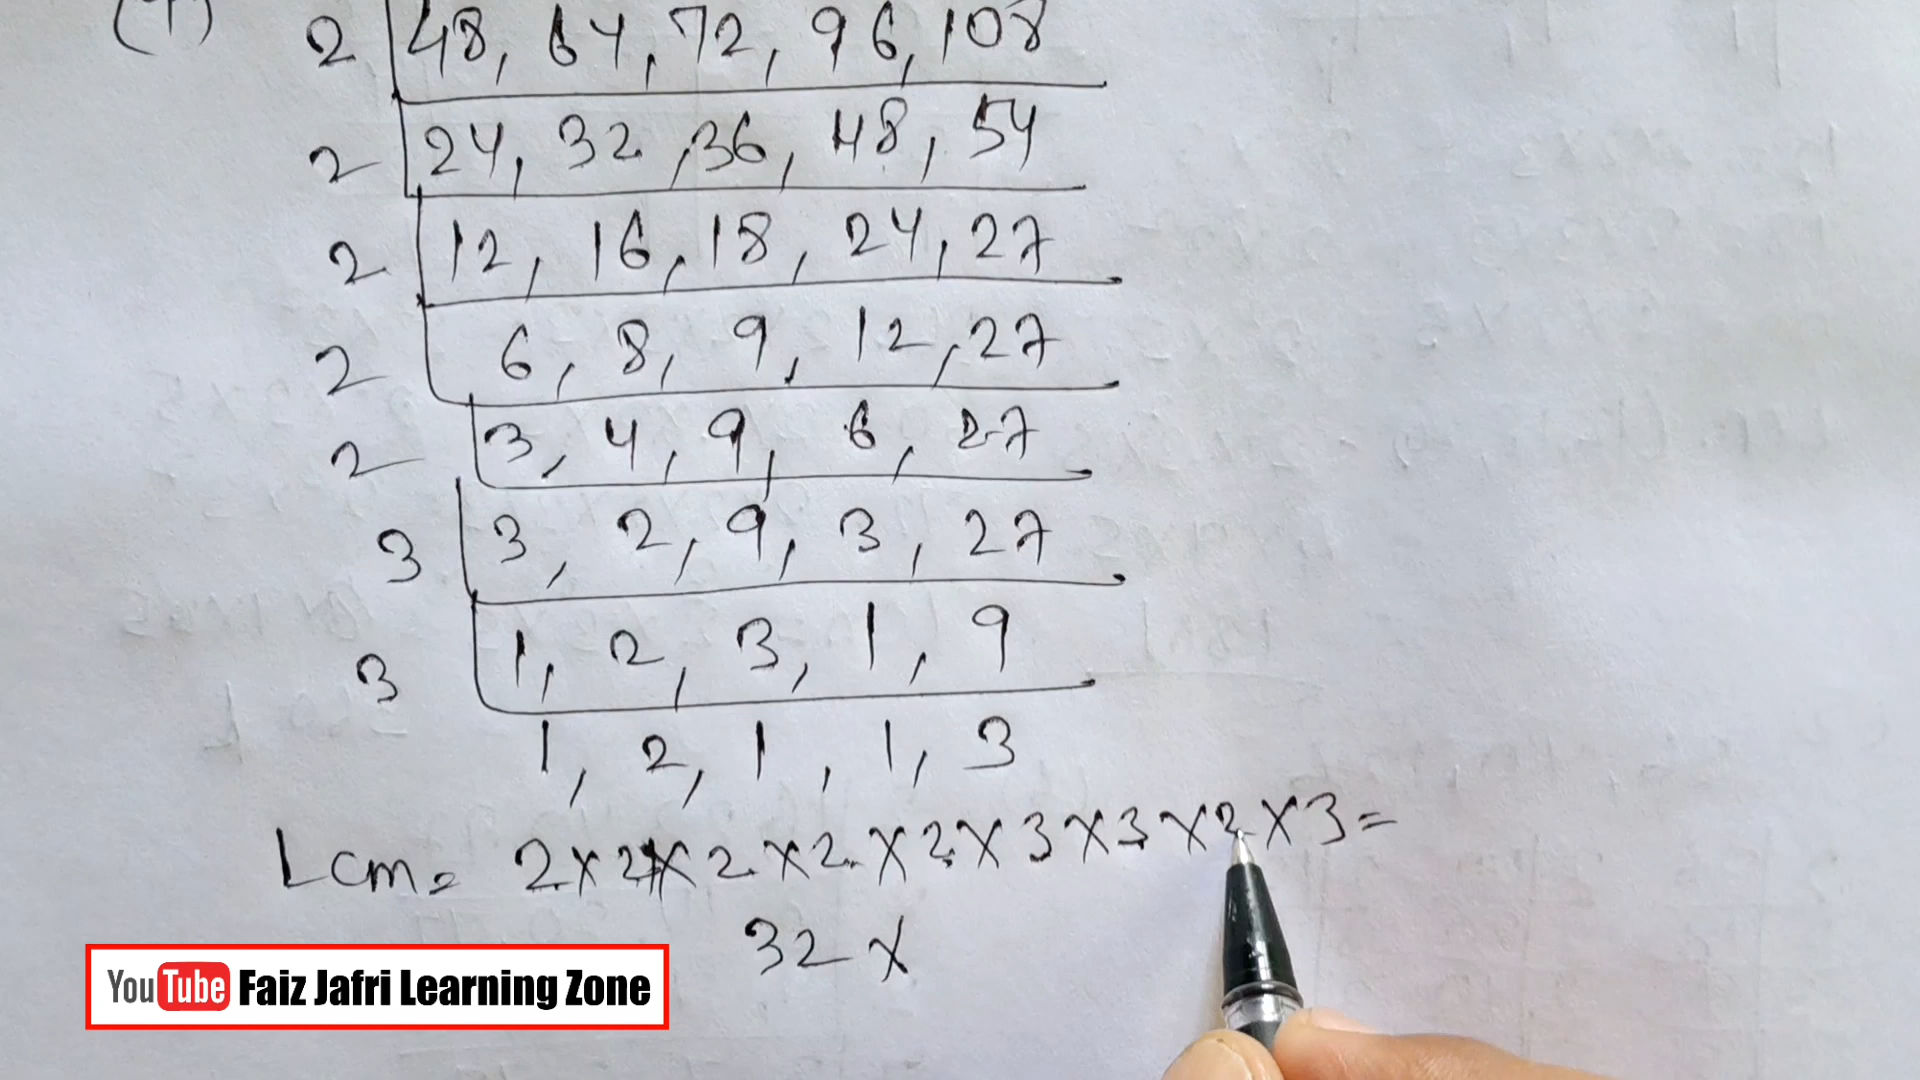 (1)
2 48, 64, 72, 96, 108
2 24, 32, 36, 48, 54
2 12, 16, 18, 24, 27
2 6, 8, 9, 12, 27
2 3, 4, 9, 6, 27
3 3, 2, 9, 3, 27
3 1, 2, 3, 1, 9
1, 2, 1, 1, 3
Lcm = 2×2×2×2×2×3×3×2×3=
32 ×
YouTube Faiz Jafri Learning Zone